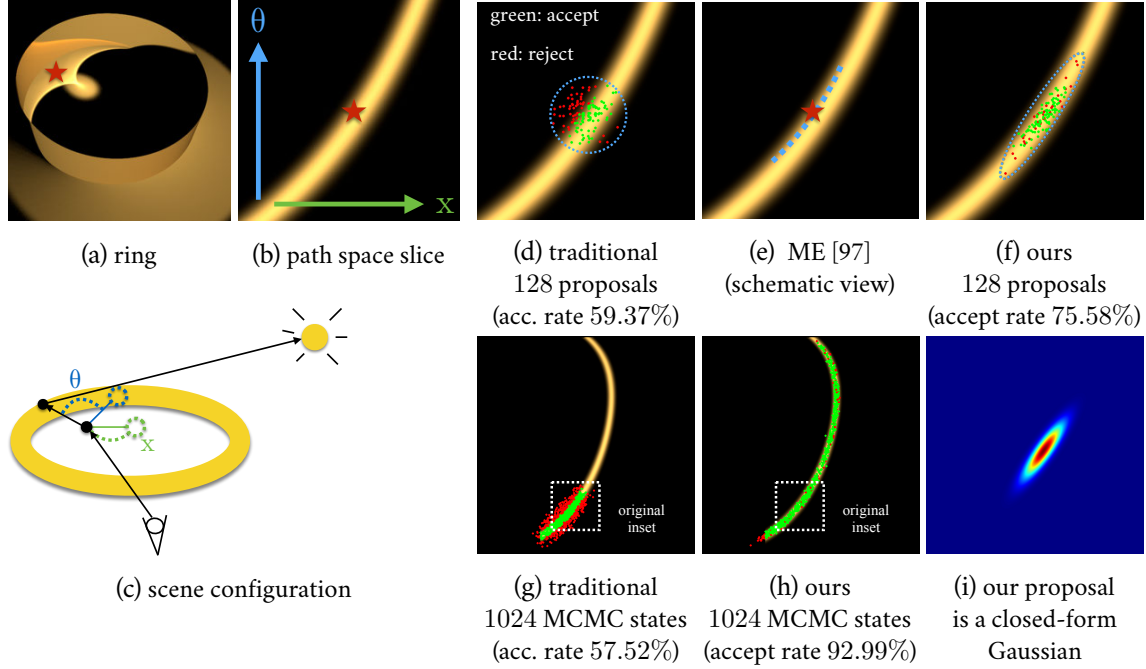 θ
x
green: accept
red: reject
(a) ring
(b) path space slice
(d) traditional
128 proposals
(acc. rate 59.37%)
(e) ME [97]
(schematic view)
(f) ours
128 proposals
(accept rate 75.58%)
θ
x
(c) scene configuration
original
inset
original
inset
(g) traditional
1024 MCMC states
(acc. rate 57.52%)
(h) ours
1024 MCMC states
(accept rate 92.99%)
(i) our proposal
is a closed-form
Gaussian